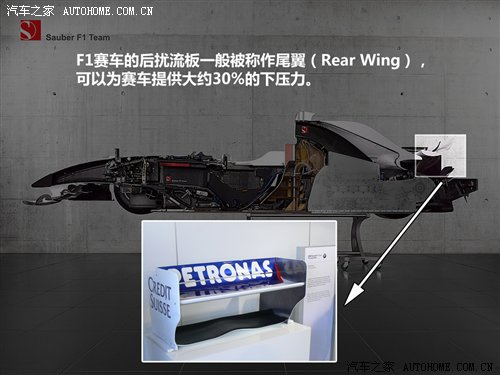 汽车之家 AUTOHOME.COM.CN
Sauber F1 Team
F1赛车的后扰流板一般被称作尾翼（Rear Wing），
可以为赛车提供大约30%的下压力。
PETRONAS
CREDIT
SUISSE
汽车之家 AUTOHOME.COM.CN